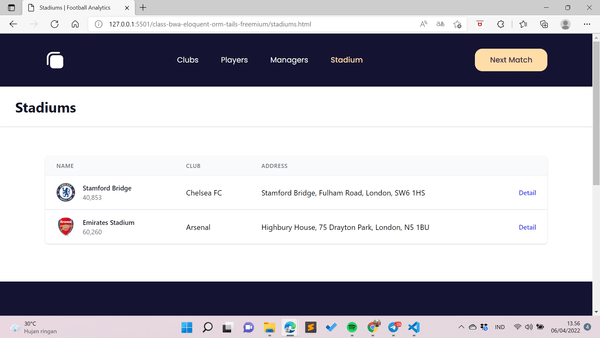 Stadiums | Football Analytics
127.0.0.1:5501/class-bwa-eloquent-orm-tails-freemium/stadiums.html
Clubs Players Managers Stadium Next Match
Stadiums
NAME CLUB ADDRESS
Stamford Bridge
40,853
Chelsea FC Stamford Bridge, Fulham Road, London, SW6 1HS Detail
Emirates Stadium
60,260
Arsenal Highbury House, 75 Drayton Park, London, N5 1BU Detail
30°C
Hujan ringan
IND
13.56
06/04/2022